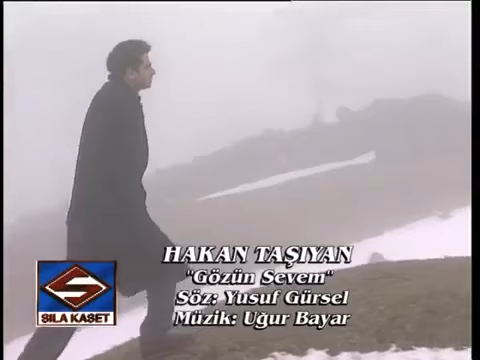 HAKAN TAŞIYAN
"Gözün Sevem"
Söz: Yusuf Gürsel
Müzik: Uğur Bayar
SILA KASET